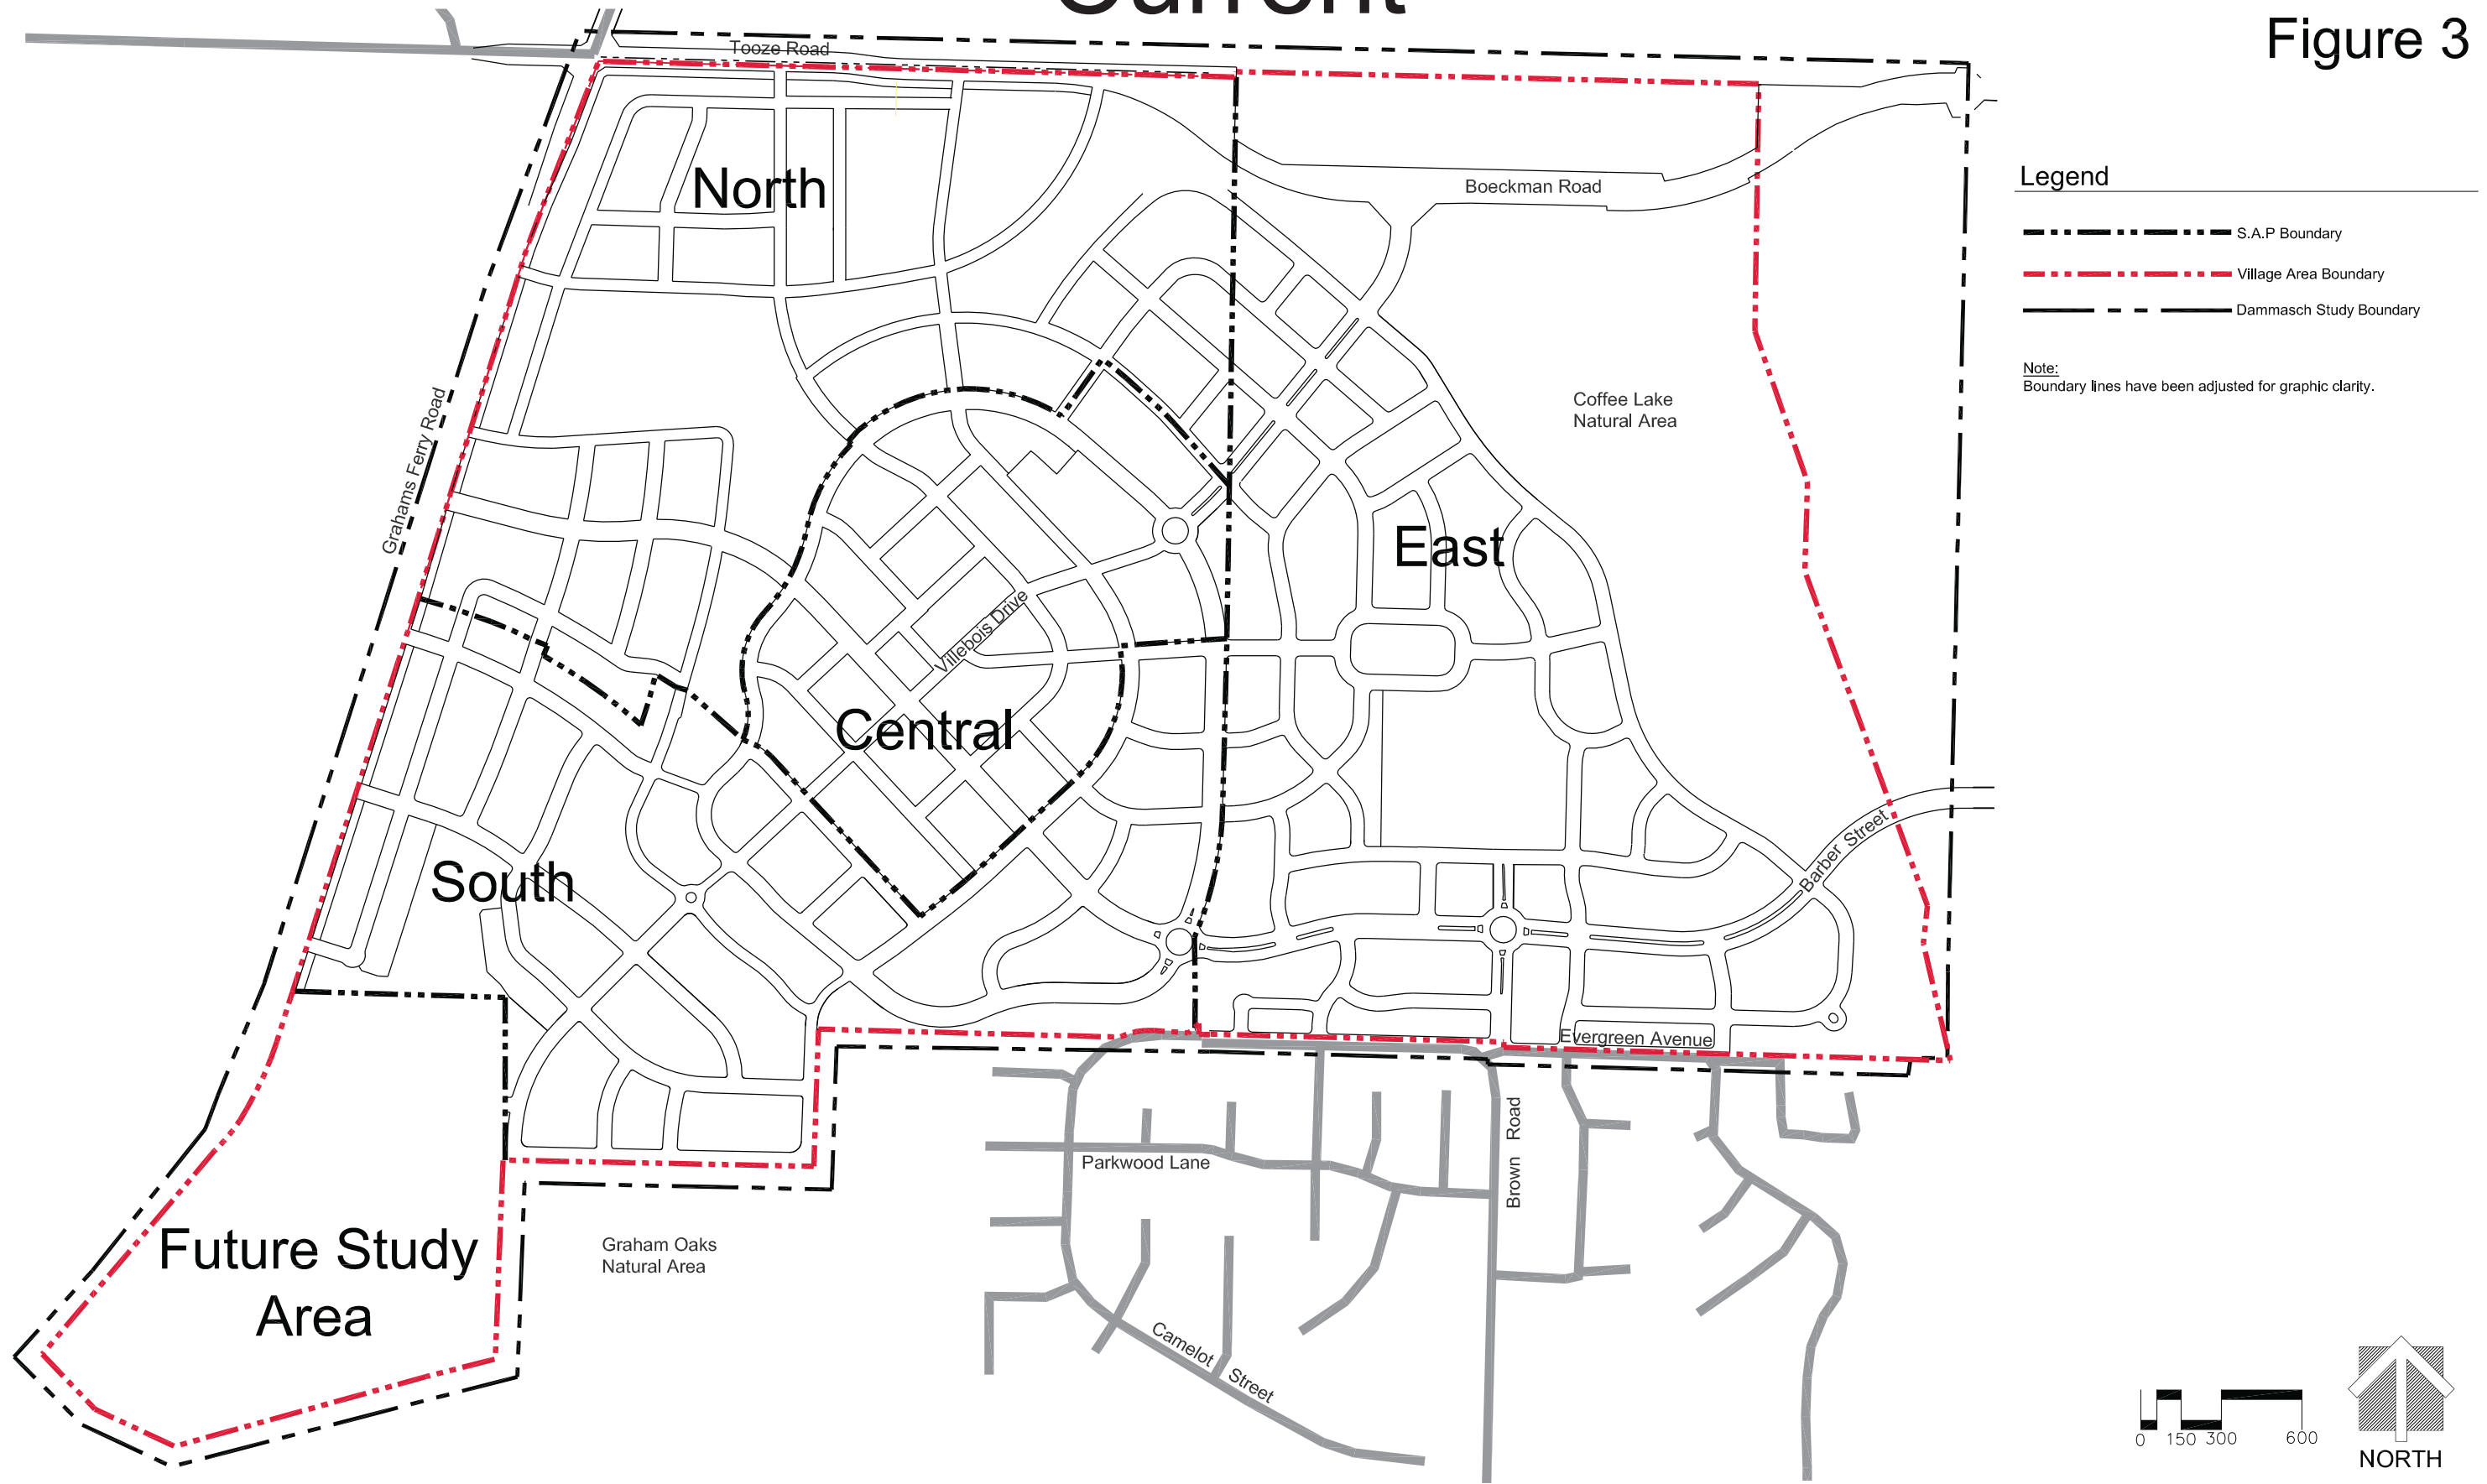 Current
Figure 3
Tooze Road
North
Boeckman Road
Legend
S.A.P Boundary
Village Area Boundary
Dammasch Study Boundary
Note:
Boundary lines have been adjusted for graphic clarity.
Grahams Ferry Road
Coffee Lake
Natural Area
East
Villebois Drive
Central
South
Barber Street
Evergreen Avenue
Parkwood Lane
Brown Road
Future Study
Area
Graham Oaks
Natural Area
Camelot Street
0 150 300 600
NORTH